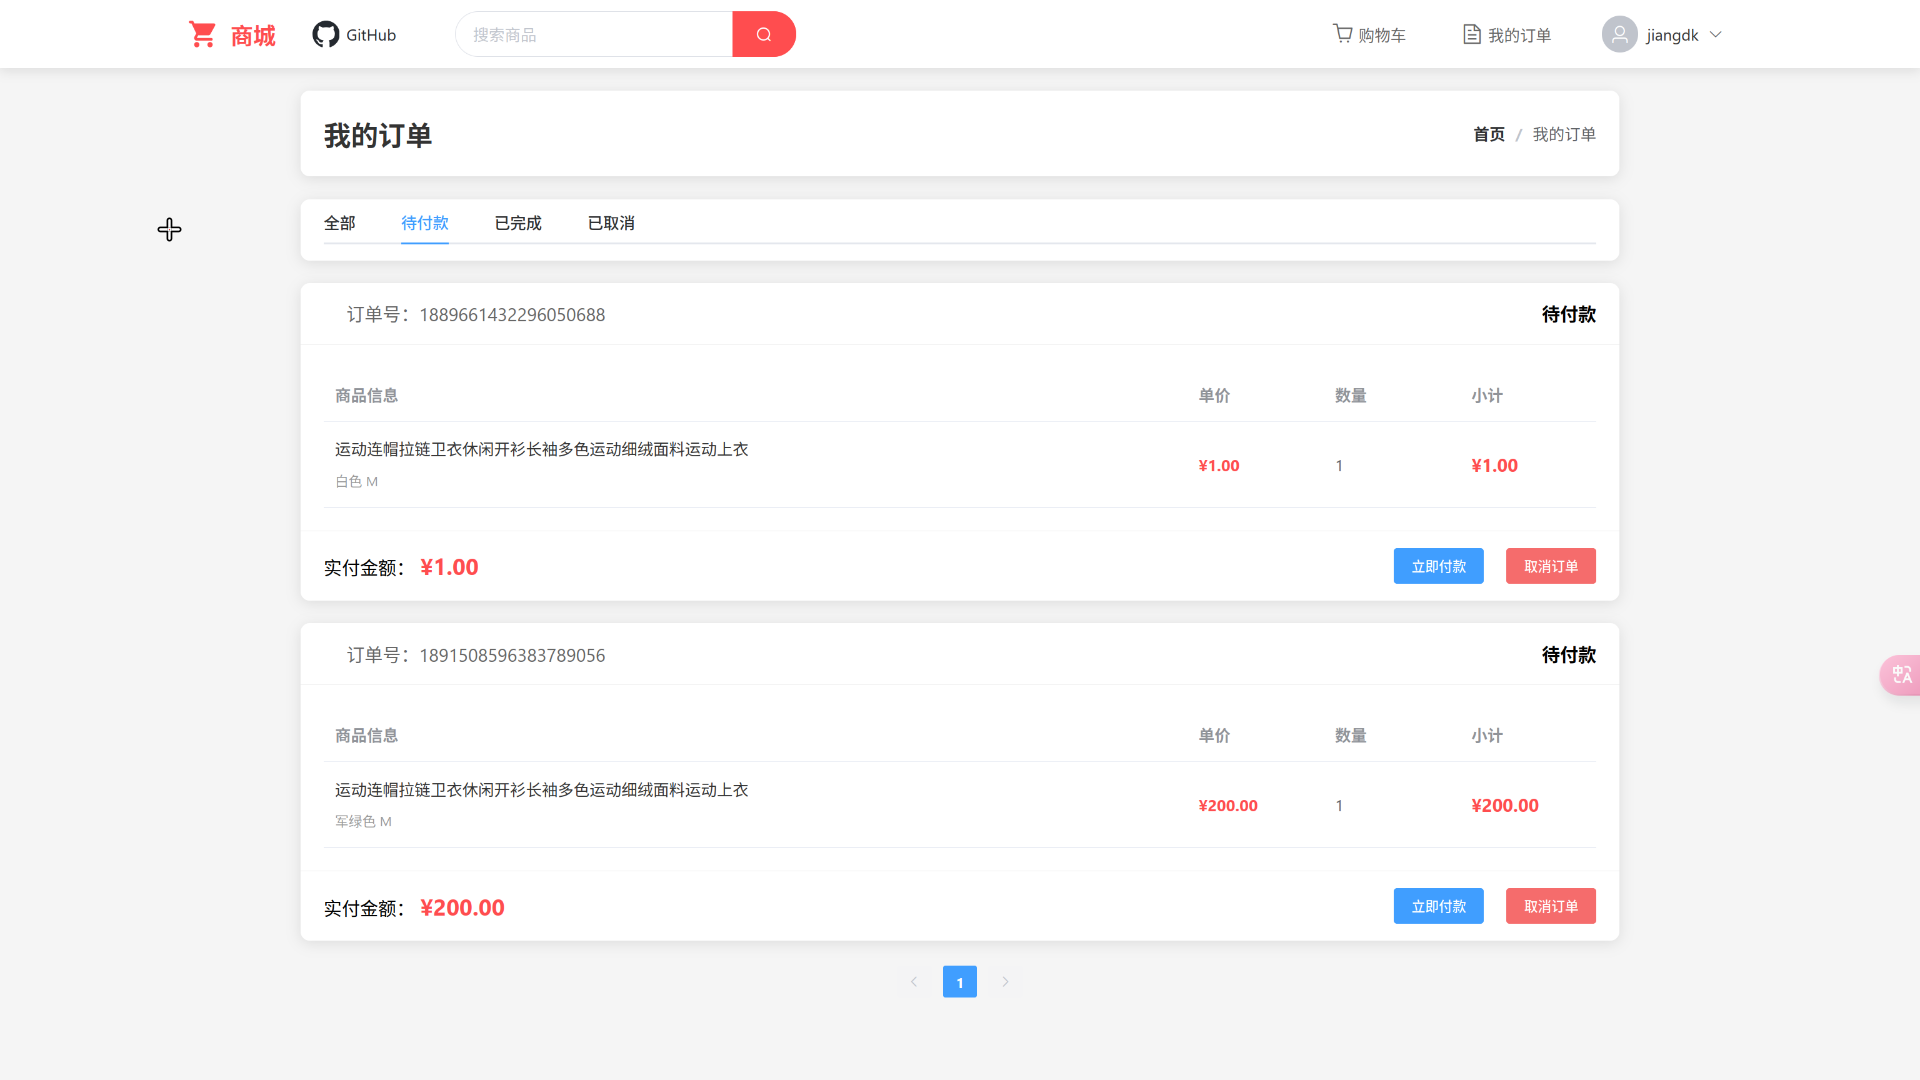 商城 GitHub 搜索商品 购物车 我的订单 jiangdk
我的订单 首页 / 我的订单
全部 待付款 已完成 已取消
订单号：1889661432296050688 待付款
商品信息 单价 数量 小计
运动连帽拉链卫衣休闲开衫长袖多色运动细绒面料运动上衣
白色 M
¥1.00 1 ¥1.00
实付金额： ¥1.00 立即付款 取消订单
订单号：1891508596383789056 待付款
商品信息 单价 数量 小计
运动连帽拉链卫衣休闲开衫长袖多色运动细绒面料运动上衣
军绿色 M
¥200.00 1 ¥200.00
实付金额： ¥200.00 立即付款 取消订单
1
中 A